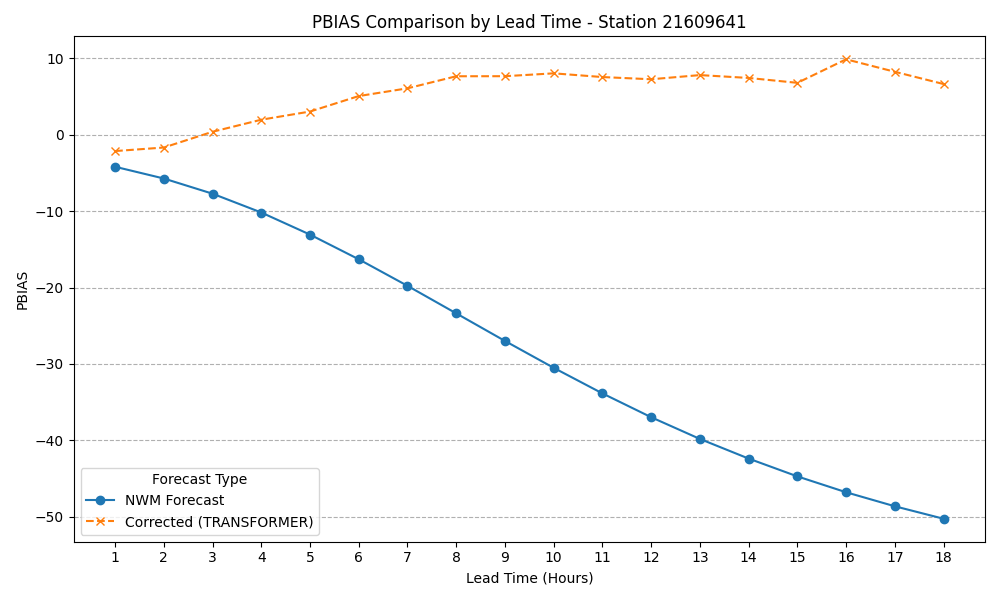 PBIAS Comparison by Lead Time - Station 21609641
PBIAS
10
0
−10
−20
−30
−40
−50
Forecast Type
NWM Forecast
Corrected (TRANSFORMER)
1 2 3 4 5 6 7 8 9 10 11 12 13 14 15 16 17 18
Lead Time (Hours)